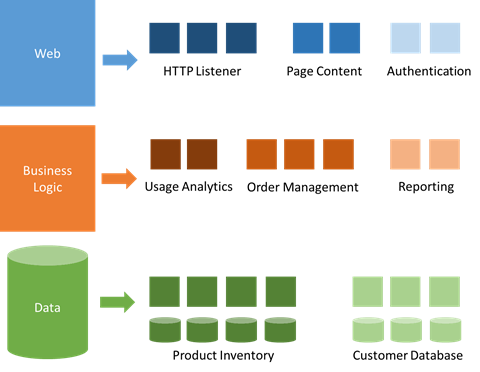 Web
HTTP Listener
Page Content
Authentication
Business
Logic
Usage Analytics
Order Management
Reporting
Data
Product Inventory
Customer Database